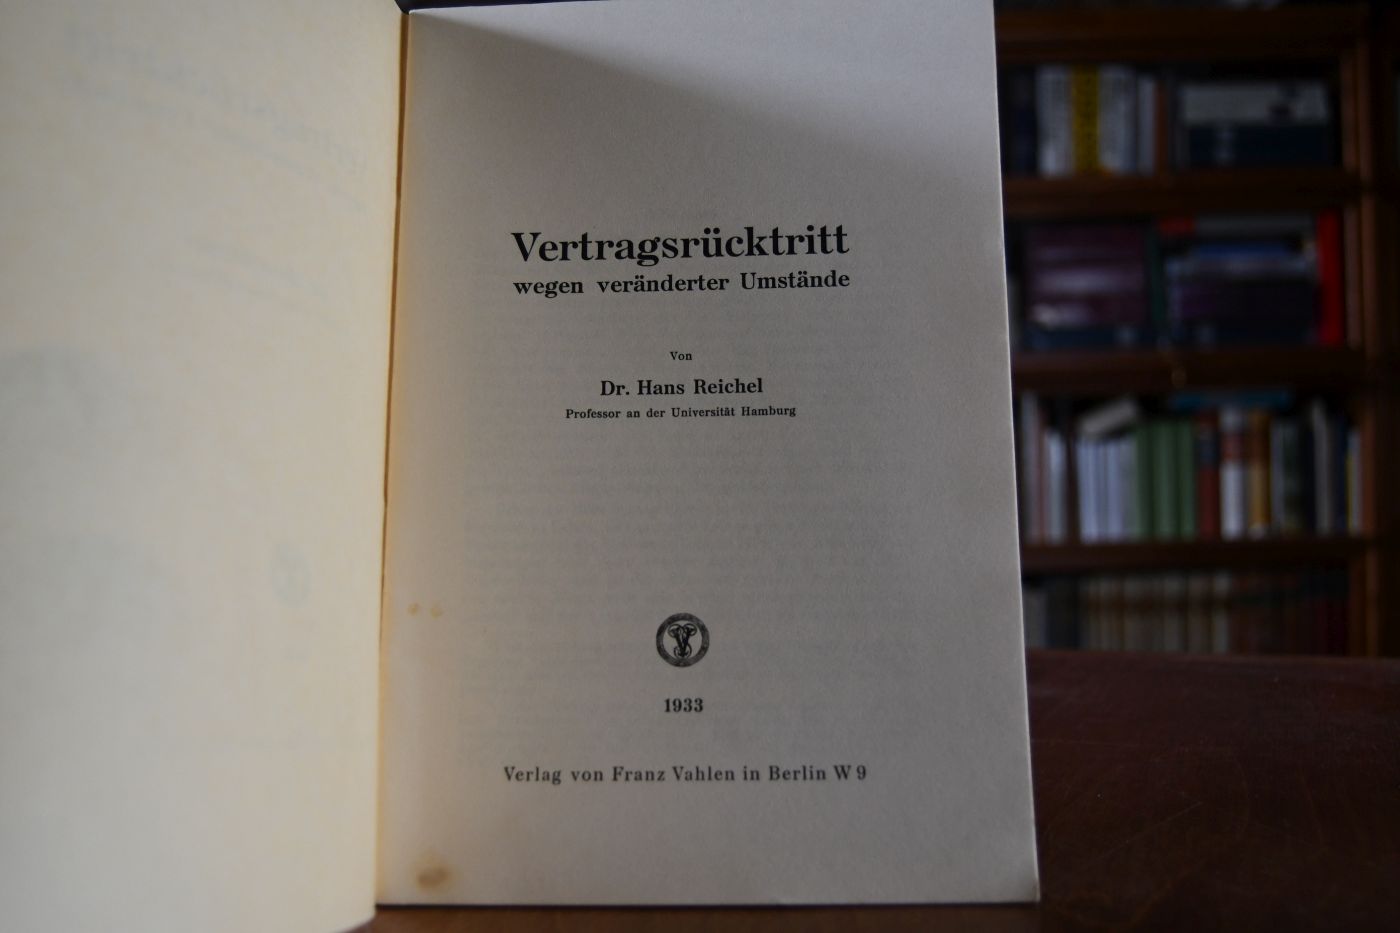 Vertragsrücktritt
wegen veränderter Umstände
Von
Dr. Hans Reichel
Professor an der Universität Hamburg
1933
Verlag von Franz Vahlen in Berlin W 9